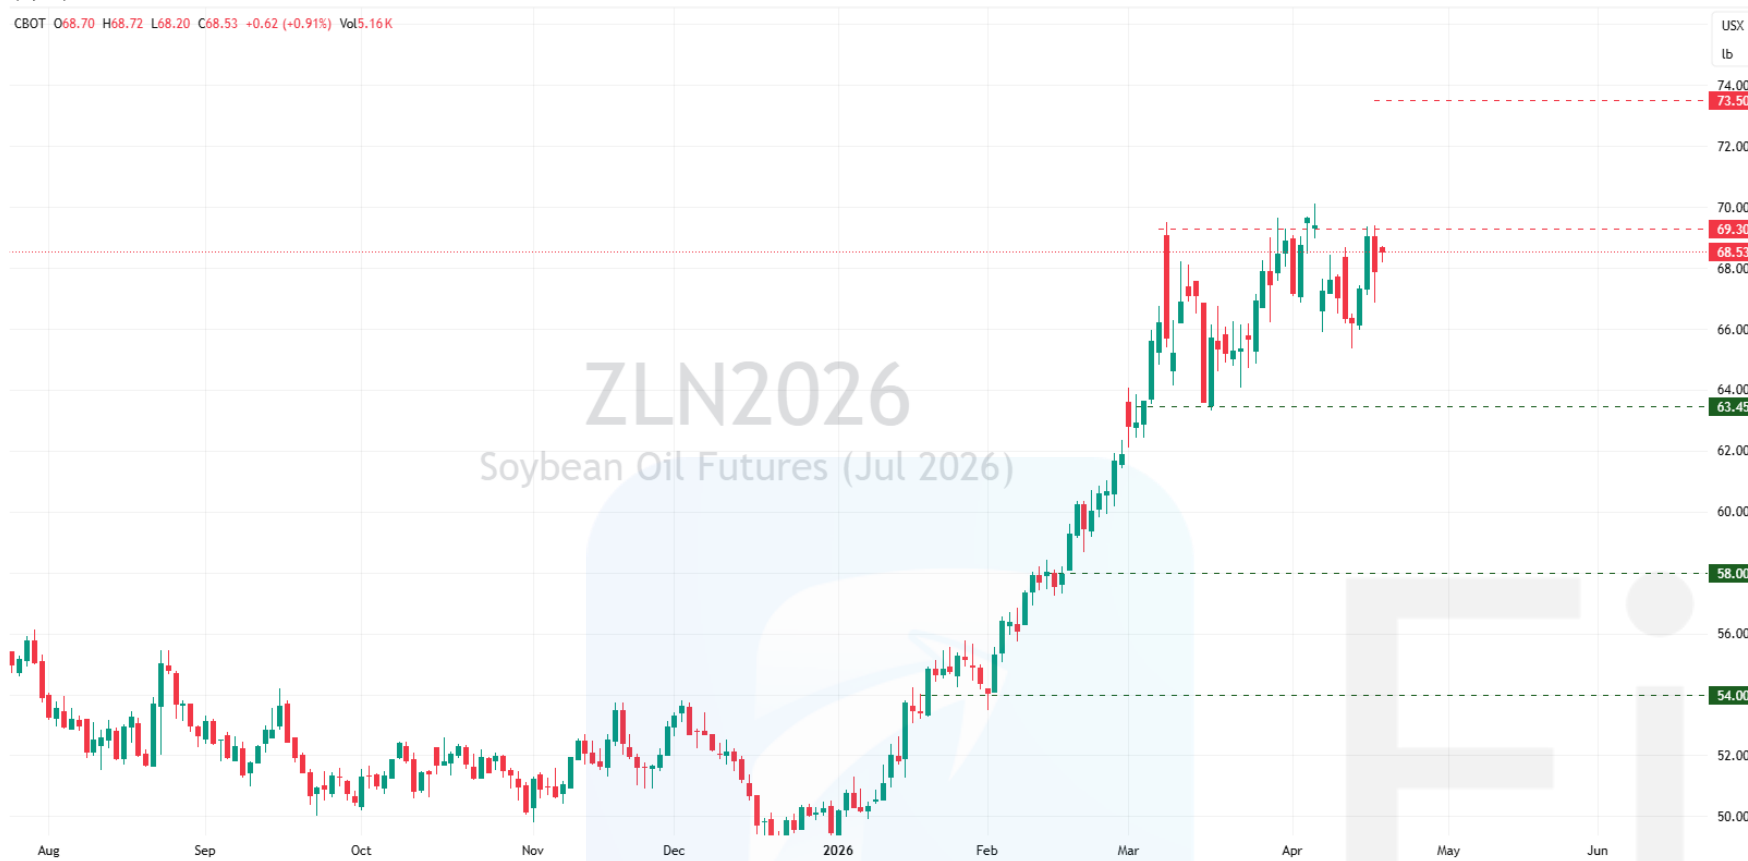 CBOT O68.70 H68.72 L68.20 C68.53 +0.62 (+0.91%) Vol5.16K
USX
lb
74.00
73.50
72.00
70.00
69.30
68.53
68.00
66.00
64.00
63.45
62.00
60.00
58.00
56.00
54.00
52.00
50.00
ZLN2026
Soybean Oil Futures (Jul 2026)
Fi
Aug Sep Oct Nov Dec 2026 Feb Mar Apr May Jun